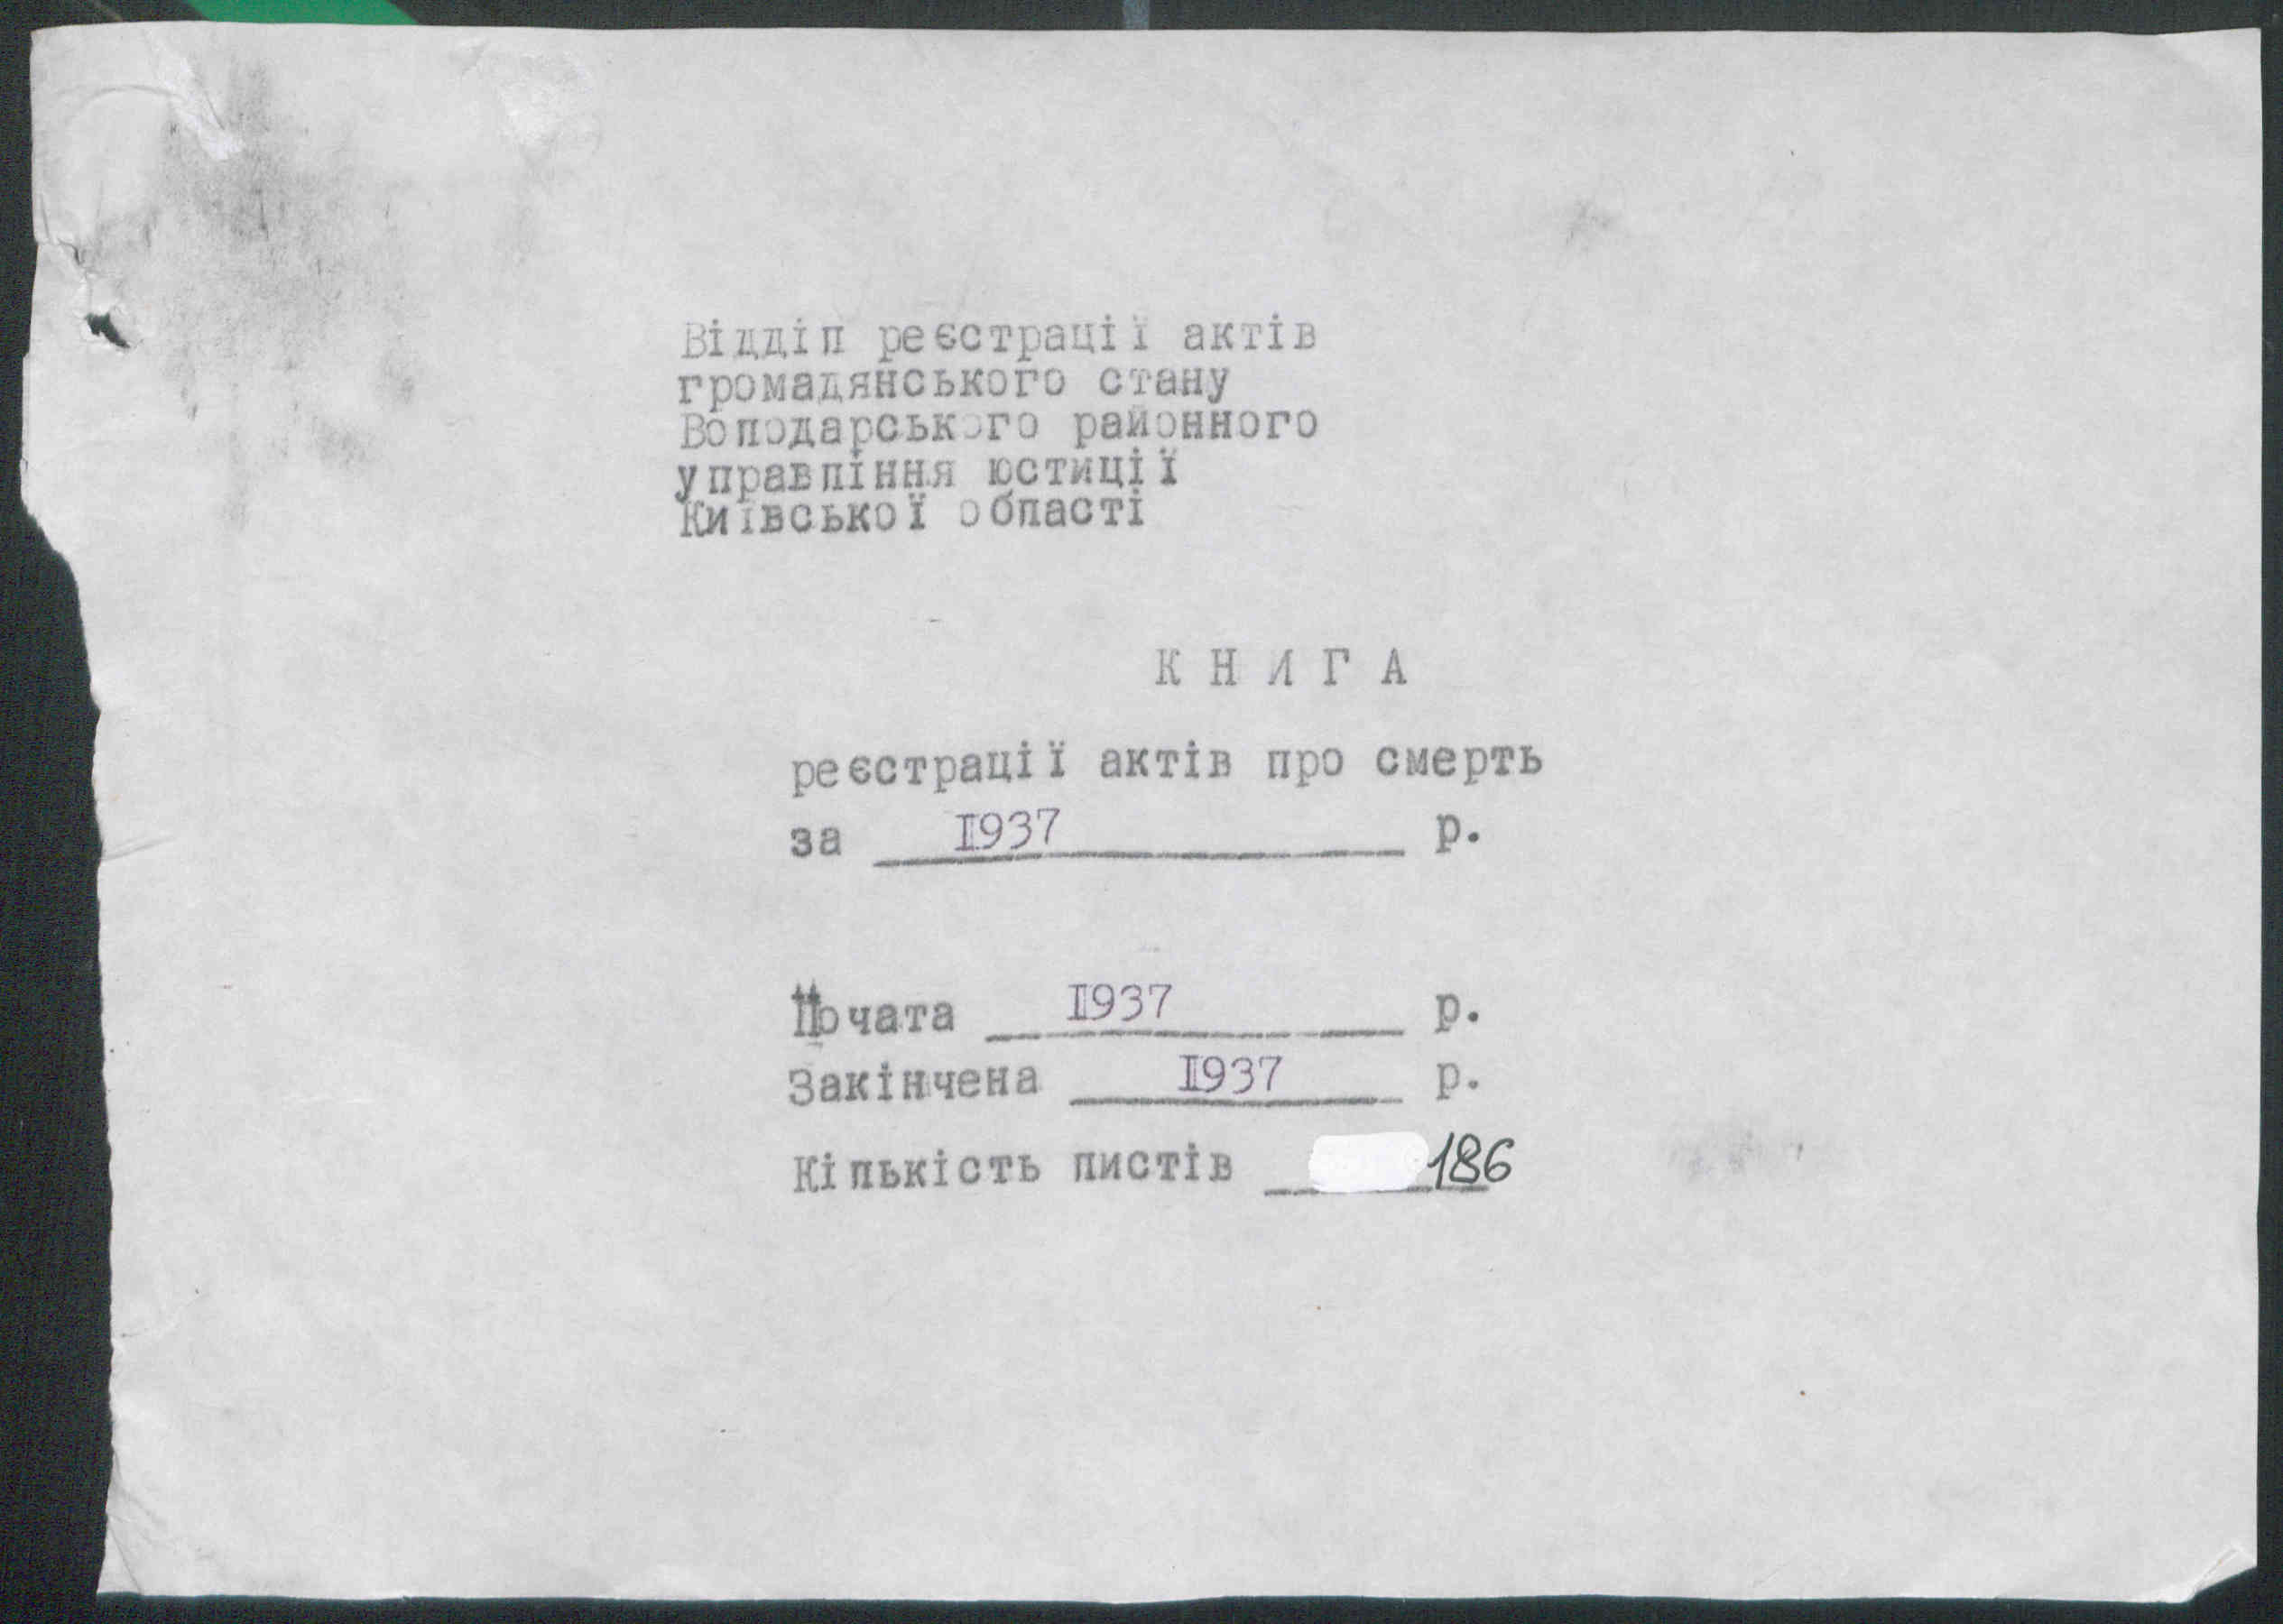 Відділ реєстрації актів
громадянського стану
Володарського районного
управління юстиції
Київської області
К Н И Г А
реєстрації актів про смерть
за 1937 р.
Почата 1937 р.
Закінчена 1937 р.
Кількість листів 186